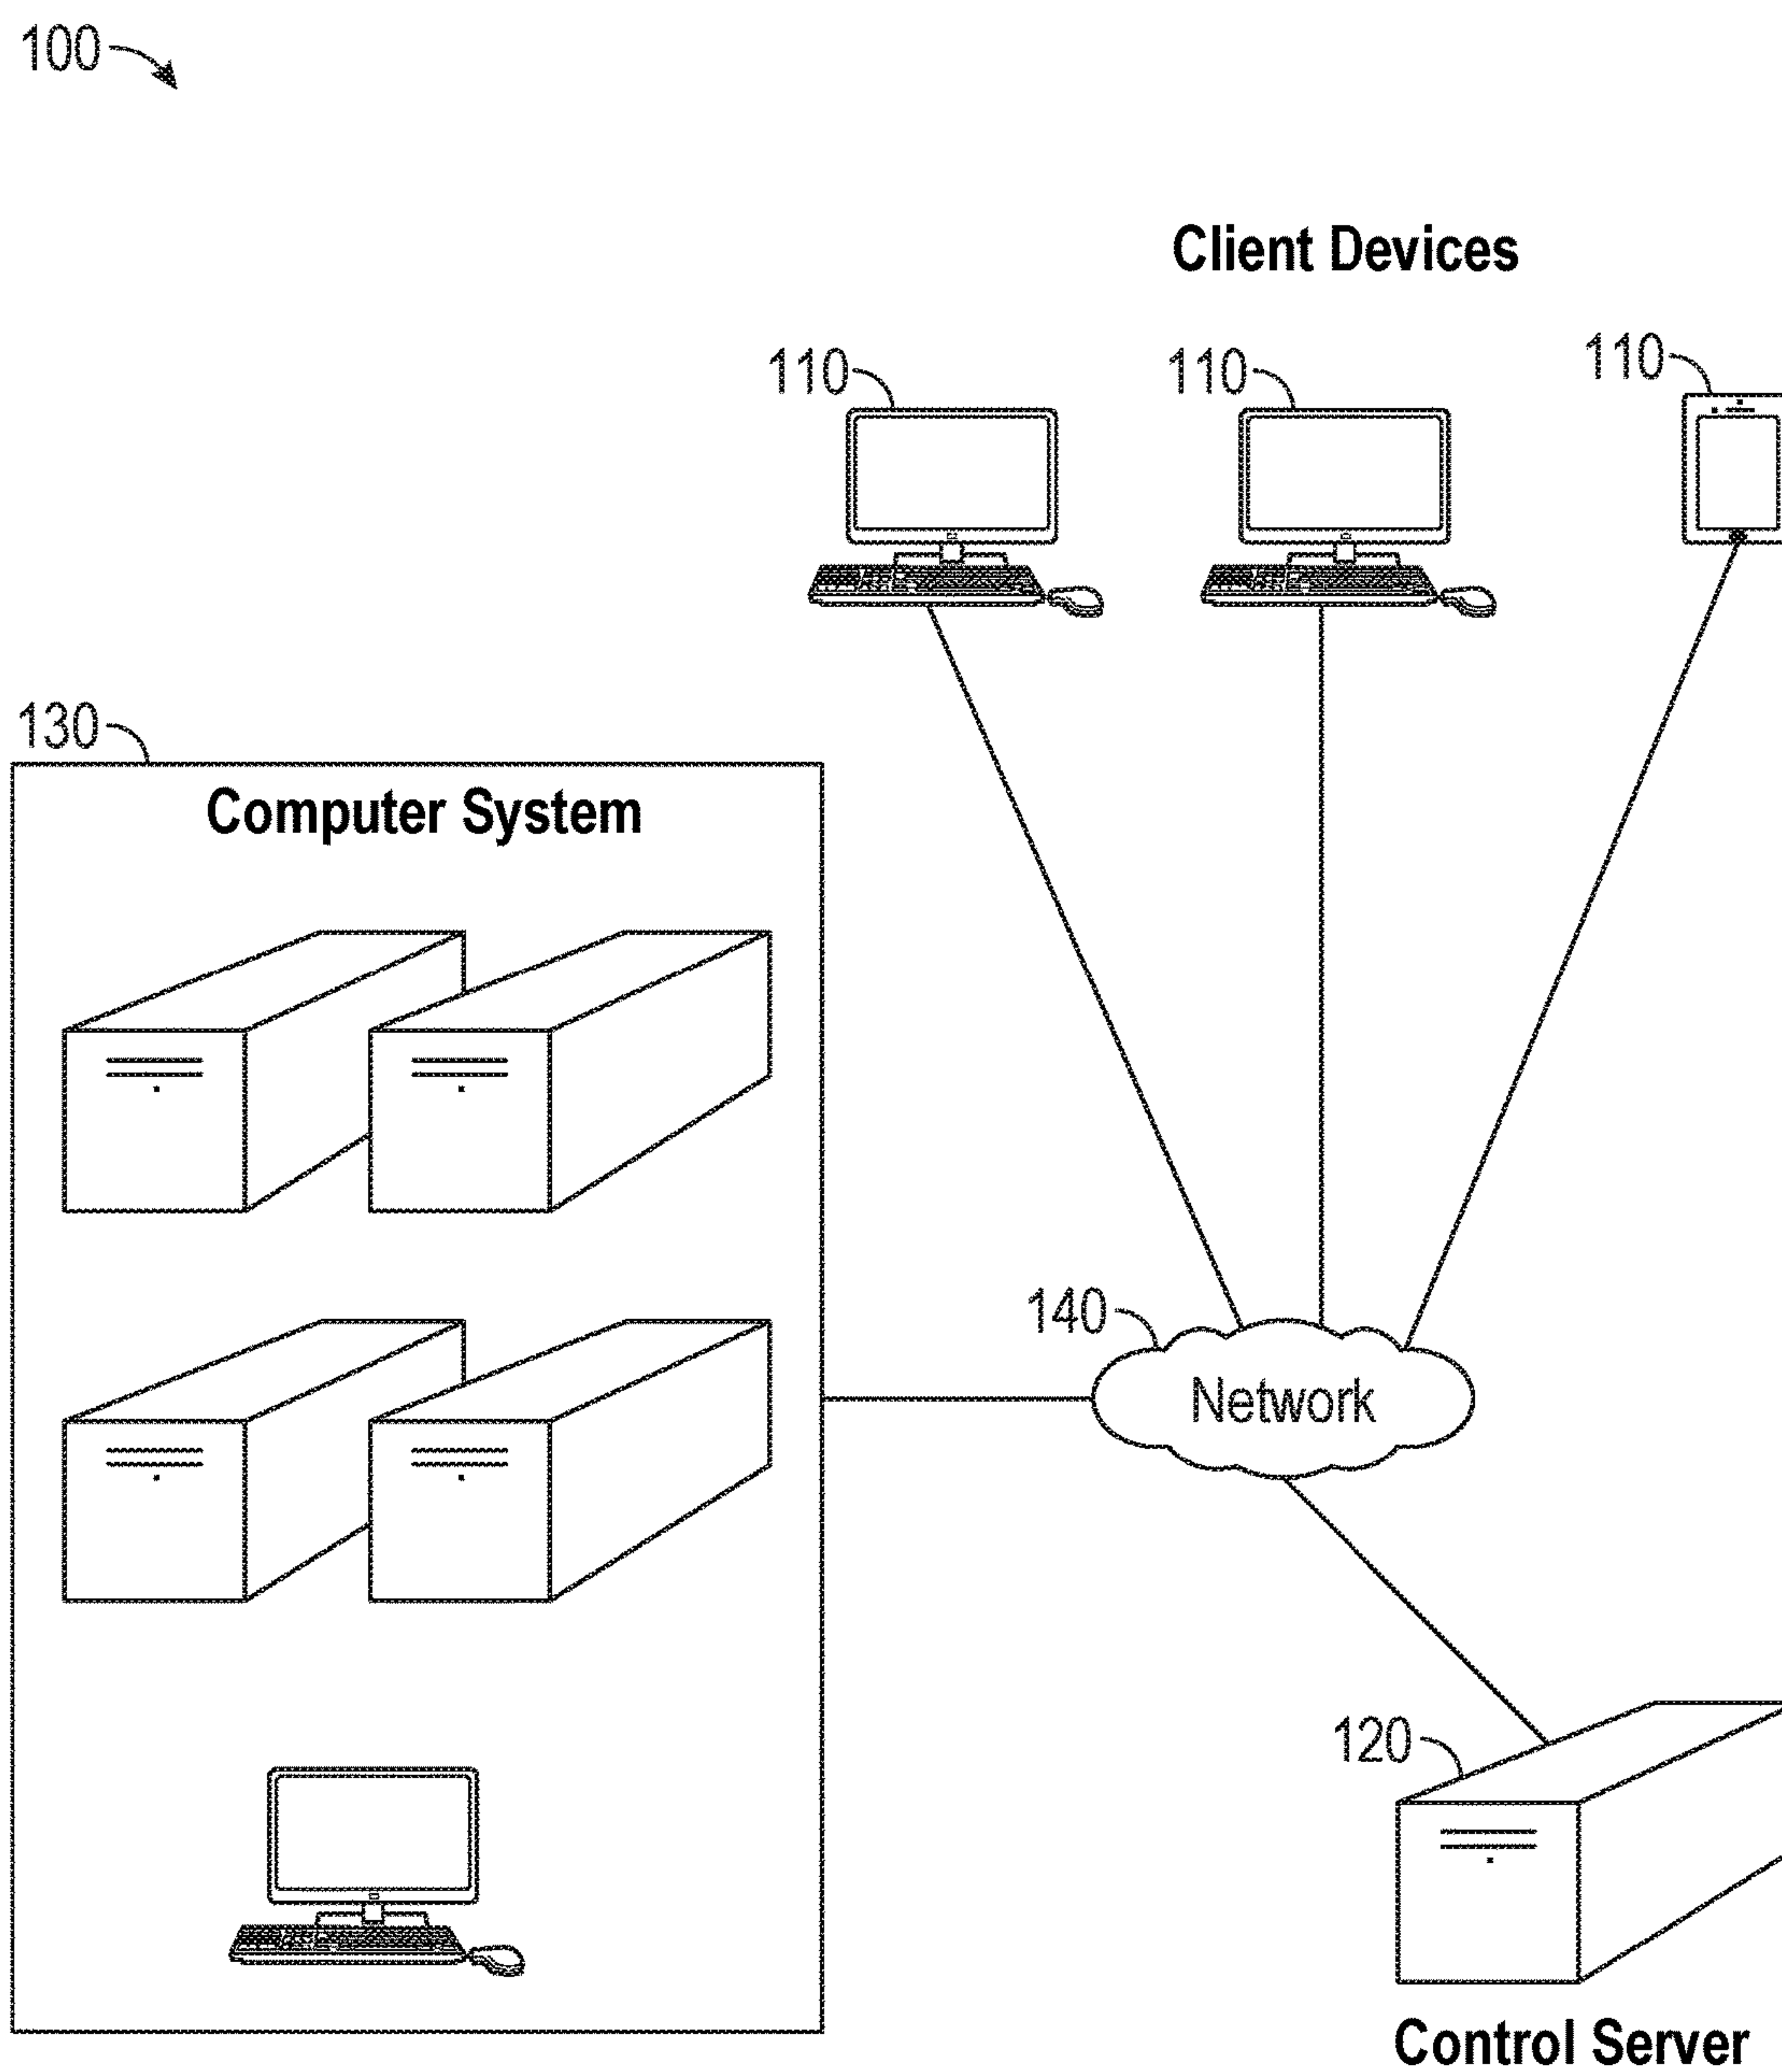 100
Client Devices
110
110
110
130
Computer System
140
Network
120
Control Server